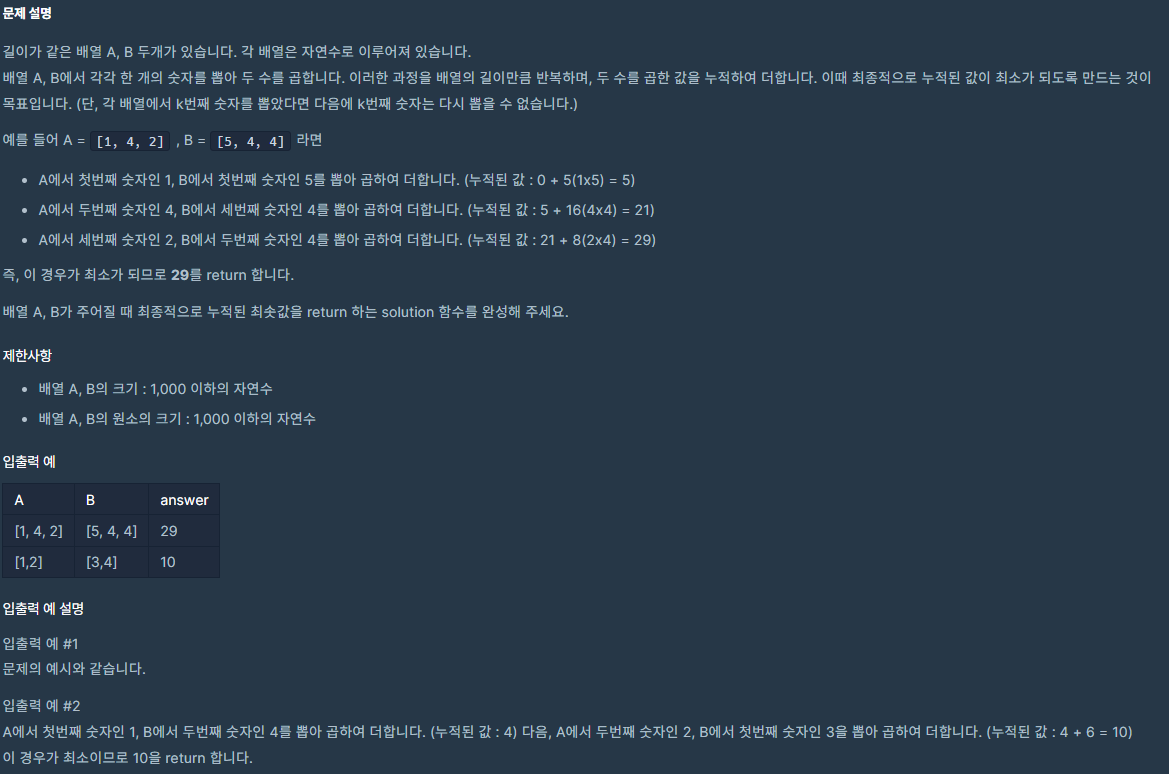 문제 설명
길이가 같은 배열 A, B 두개가 있습니다. 각 배열은 자연수로 이루어져 있습니다.
배열 A, B에서 각각 한 개의 숫자를 뽑아 두 수를 곱합니다. 이러한 과정을 배열의 길이만큼 반복하며, 두 수를 곱한 값을 누적하여 더합니다. 이때 최종적으로 누적된 값이 최소가 되도록 만드는 것이
목표입니다. (단, 각 배열에서 k번째 숫자를 뽑았다면 다음에 k번째 숫자는 다시 뽑을 수 없습니다.)
예를 들어 A = [1, 4, 2] , B = [5, 4, 4] 라면
• A에서 첫번째 숫자인 1, B에서 첫번째 숫자인 5를 뽑아 곱하여 더합니다. (누적된 값 : 0 + 5(1x5) = 5)
• A에서 두번째 숫자인 4, B에서 세번째 숫자인 4를 뽑아 곱하여 더합니다. (누적된 값 : 5 + 16(4x4) = 21)
• A에서 세번째 숫자인 2, B에서 두번째 숫자인 4를 뽑아 곱하여 더합니다. (누적된 값 : 21 + 8(2x4) = 29)
즉, 이 경우가 최소가 되므로 29를 return 합니다.
배열 A, B가 주어질 때 최종적으로 누적된 최솟값을 return 하는 solution 함수를 완성해 주세요.
제한사항
• 배열 A, B의 크기 : 1,000 이하의 자연수
• 배열 A, B의 원소의 크기 : 1,000 이하의 자연수
입출력 예
A B answer
[1, 4, 2] [5, 4, 4] 29
[1,2] [3,4] 10
입출력 예 설명
입출력 예 #1
문제의 예시와 같습니다.
입출력 예 #2
A에서 첫번째 숫자인 1, B에서 두번째 숫자인 4를 뽑아 곱하여 더합니다. (누적된 값 : 4) 다음, A에서 두번째 숫자인 2, B에서 첫번째 숫자인 3을 뽑아 곱하여 더합니다. (누적된 값 : 4 + 6 = 10)
이 경우가 최소이므로 10을 return 합니다.